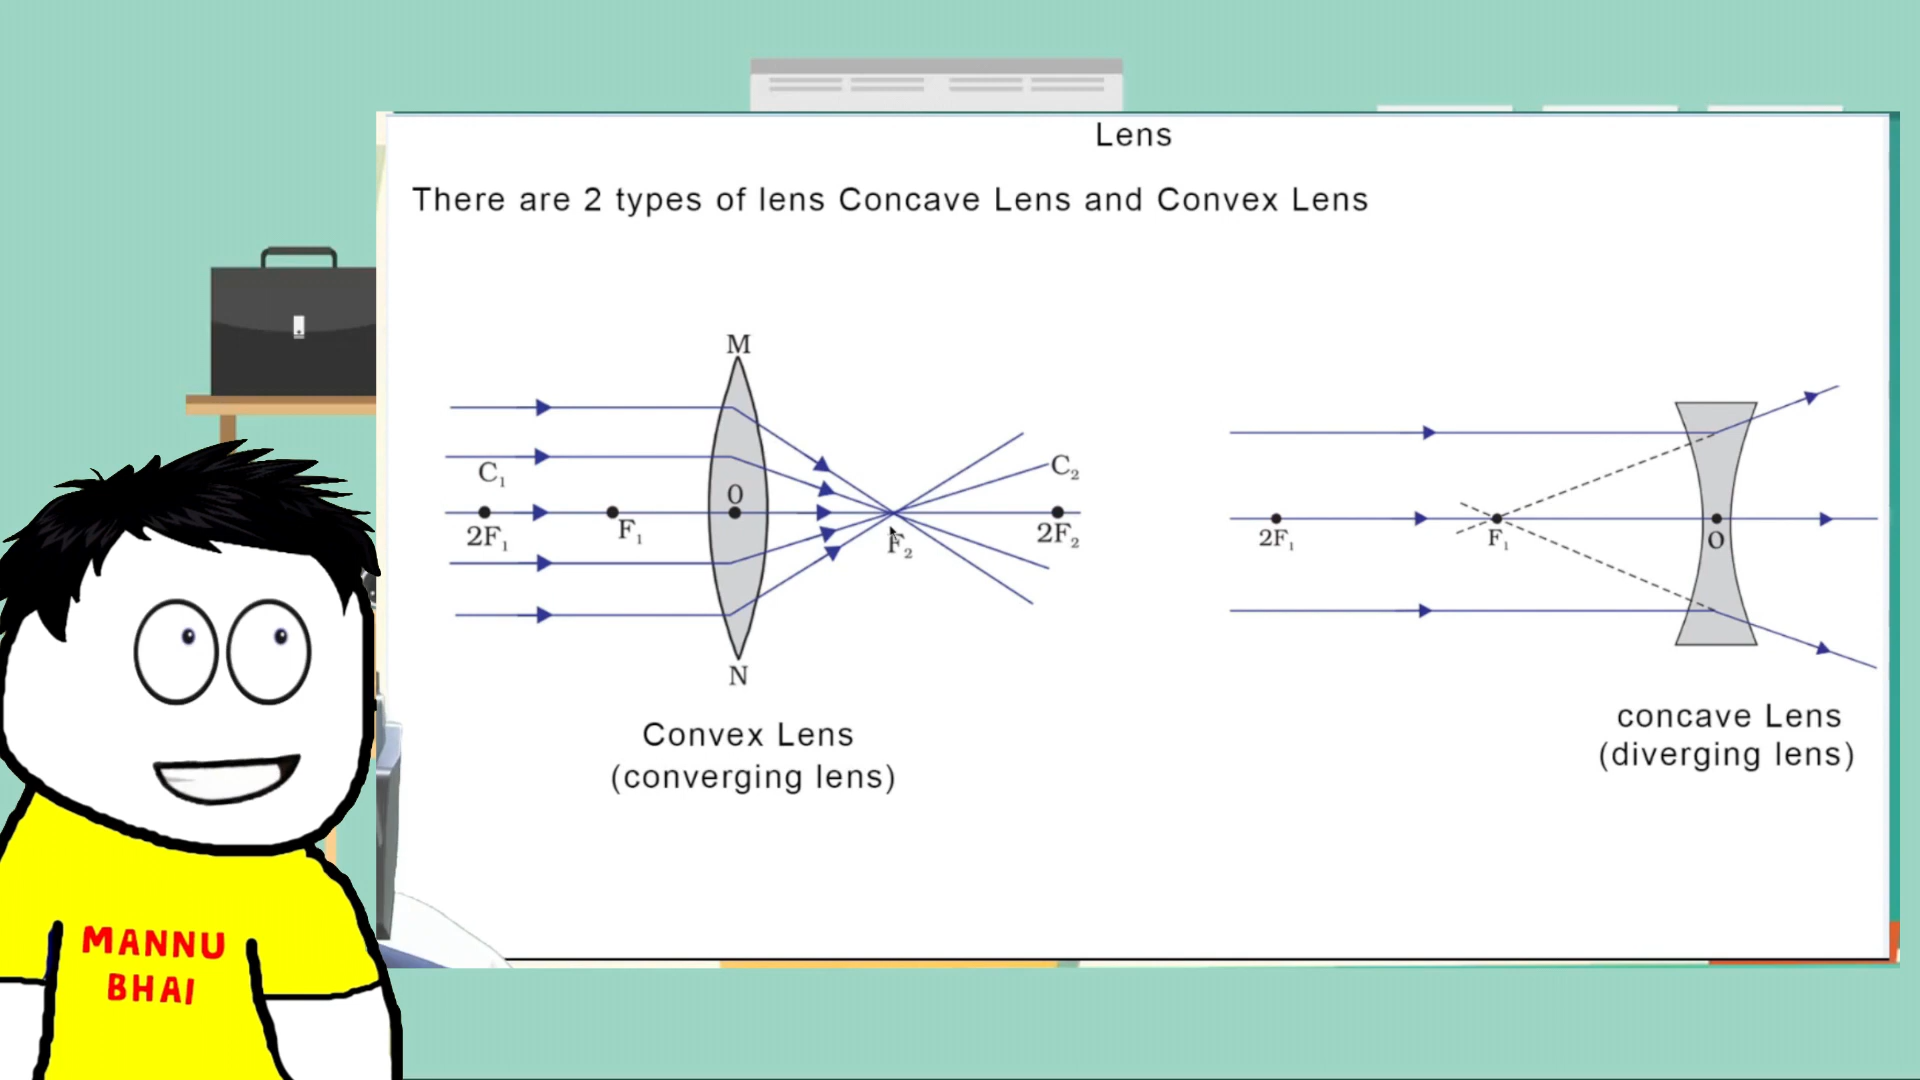 Lens
There are 2 types of lens Concave Lens and Convex Lens
M
C₁
O
C₂
2F₁
F₁
F₂
2F₂
N
Convex Lens
(converging lens)
2F₁
F₁
O
concave Lens
(diverging lens)
MANNU
BHAI